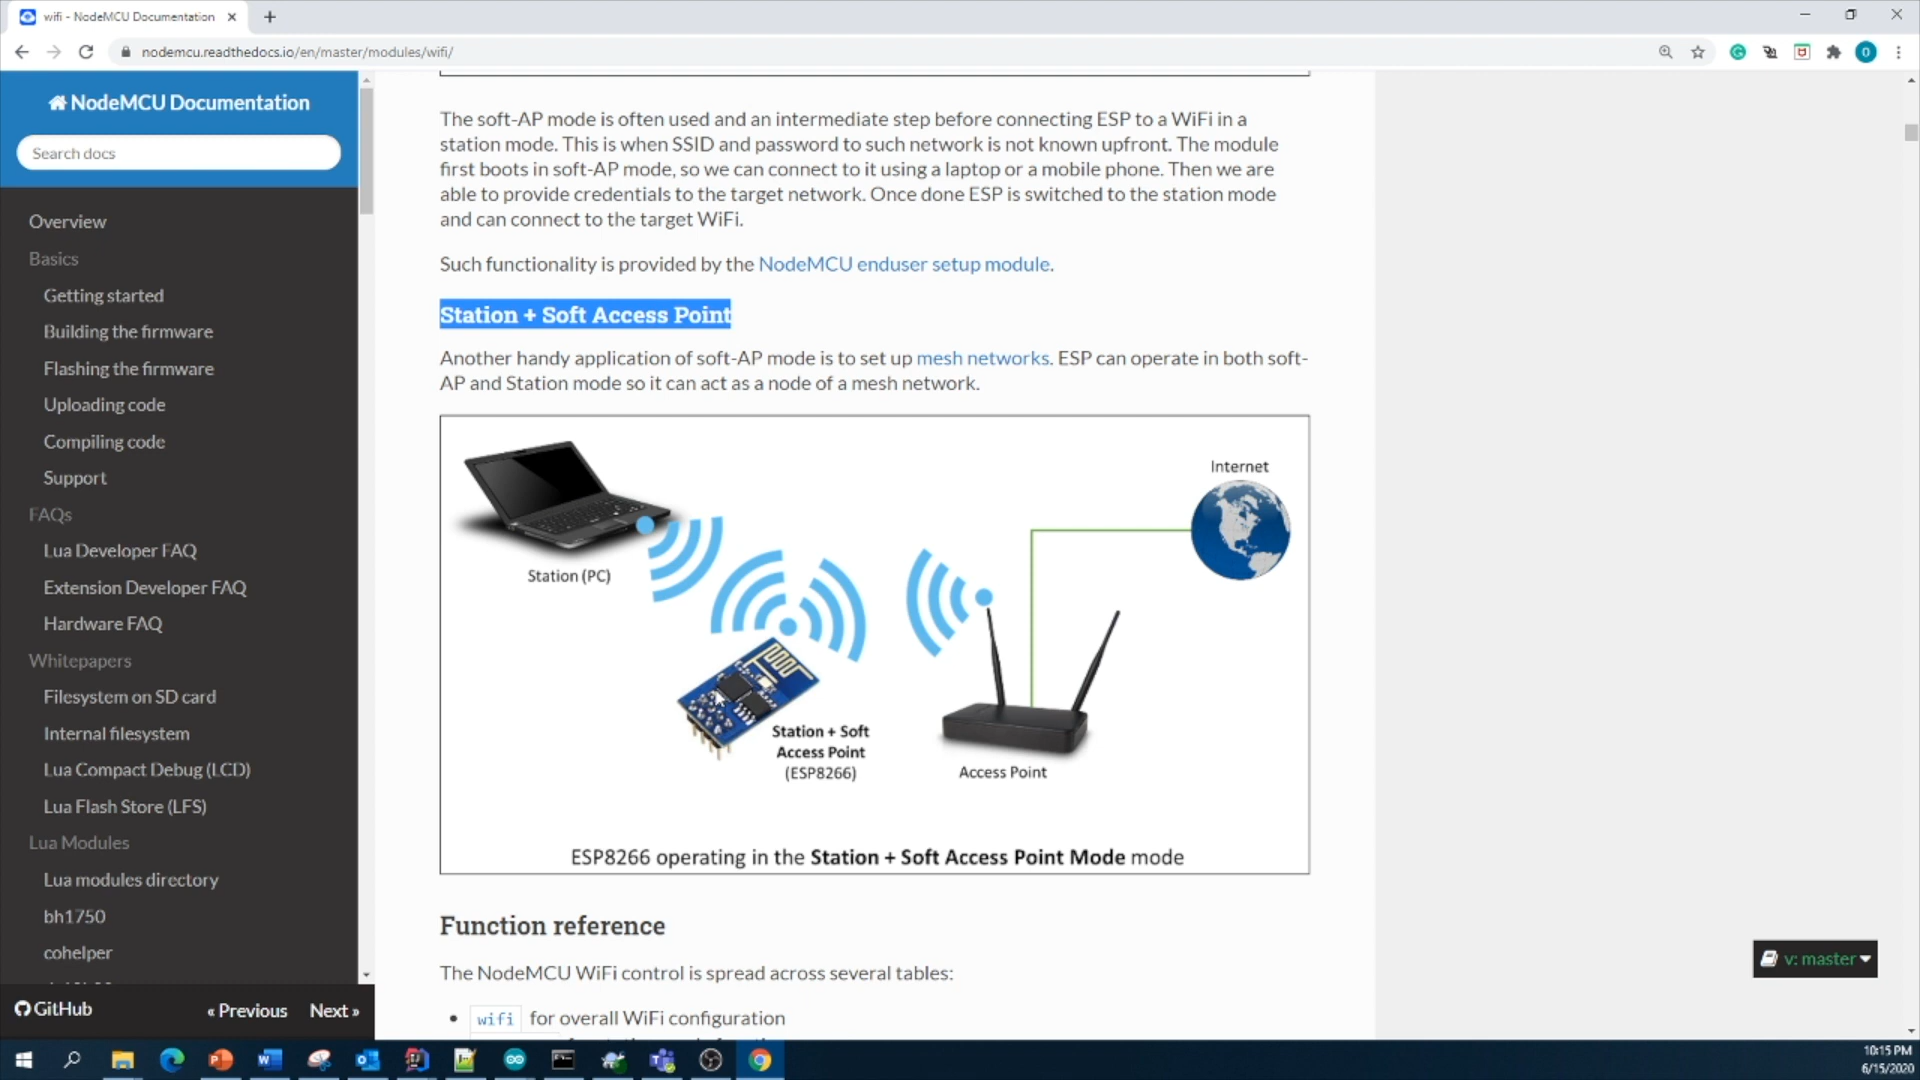 wifi - NodeMCU Documentation
nodemcu.readthedocs.io/en/master/modules/wifi/
O
NodeMCU Documentation
Search docs
Overview
Basics
Getting started
Building the firmware
Flashing the firmware
Uploading code
Compiling code
Support
FAQs
Lua Developer FAQ
Extension Developer FAQ
Hardware FAQ
Whitepapers
Filesystem on SD card
Internal filesystem
Lua Compact Debug (LCD)
Lua Flash Store (LFS)
Lua Modules
Lua modules directory
bh1750
cohelper
GitHub
« Previous
Next »
The soft-AP mode is often used and an intermediate step before connecting ESP to a WiFi in a
station mode. This is when SSID and password to such network is not known upfront. The module
first boots in soft-AP mode, so we can connect to it using a laptop or a mobile phone. Then we are
able to provide credentials to the target network. Once done ESP is switched to the station mode
and can connect to the target WiFi.
Such functionality is provided by the NodeMCU enduser setup module.
Station + Soft Access Point
Another handy application of soft-AP mode is to set up mesh networks. ESP can operate in both soft-
AP and Station mode so it can act as a node of a mesh network.
Internet
Station (PC)
Station + Soft
Access Point
(ESP8266)
Access Point
ESP8266 operating in the Station + Soft Access Point Mode mode
Function reference
The NodeMCU WiFi control is spread across several tables:
• wifi for overall WiFi configuration
v: master
10:15 PM
6/15/2020